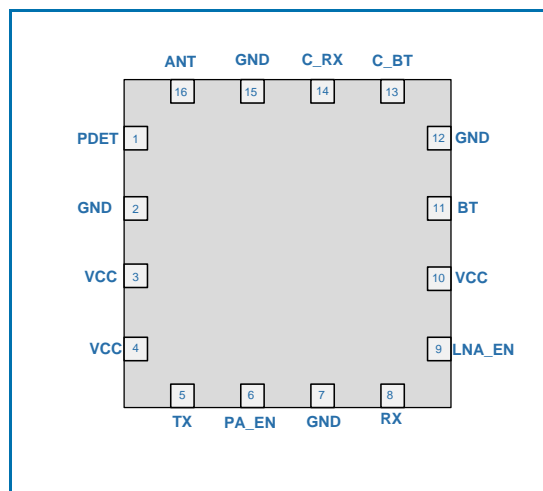 ANT GND C_RX C_BT
16 15 14 13
PDET 1 12 GND
GND 2 11 BT
VCC 3 10 VCC
VCC 4 9 LNA_EN
5 6 7 8
TX PA_EN GND RX